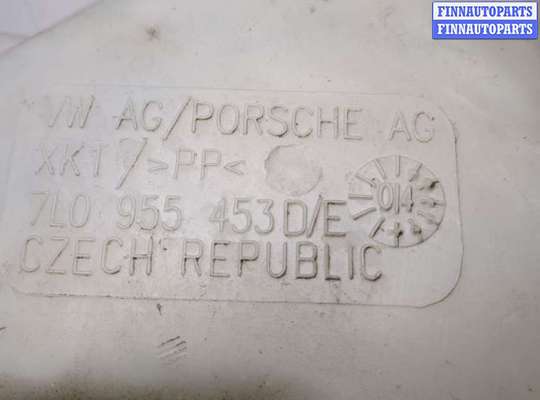 FINNAUTOPARTS
FINNAUTOPARTS
VW AG/PORSCHE AG
XKT/>PP<
7L0 955 453 D/E
014
CZECH REPUBLIC